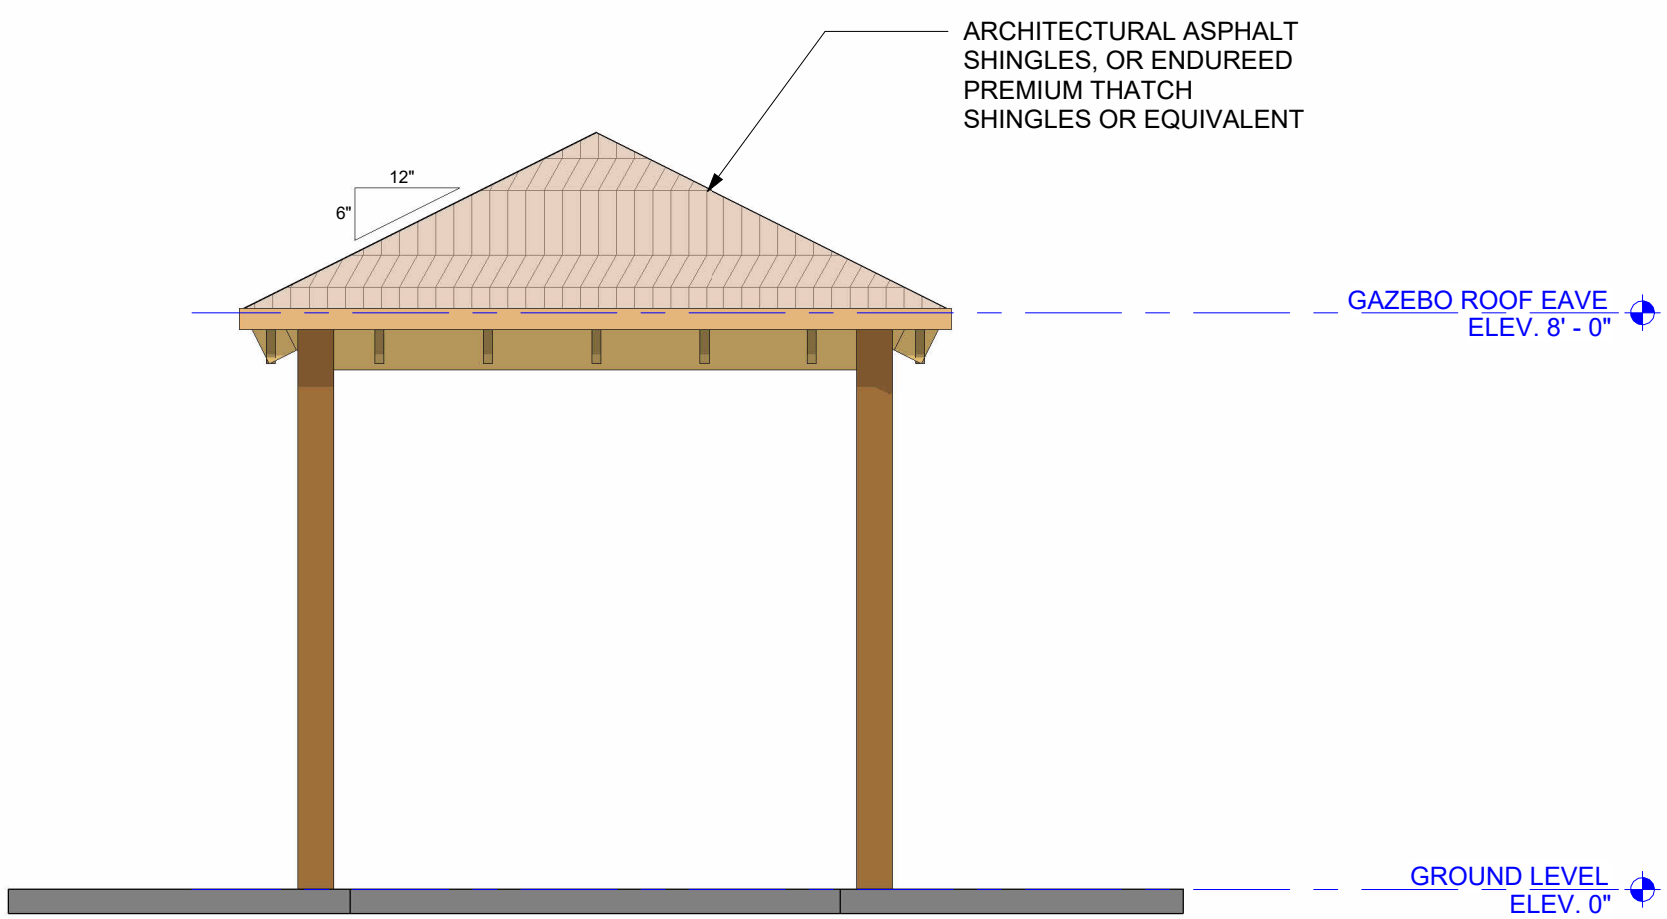 ARCHITECTURAL ASPHALT
SHINGLES, OR ENDUREED
PREMIUM THATCH
SHINGLES OR EQUIVALENT
12"
6"
GAZEBO ROOF EAVE
ELEV. 8' - 0"
GROUND LEVEL
ELEV. 0"